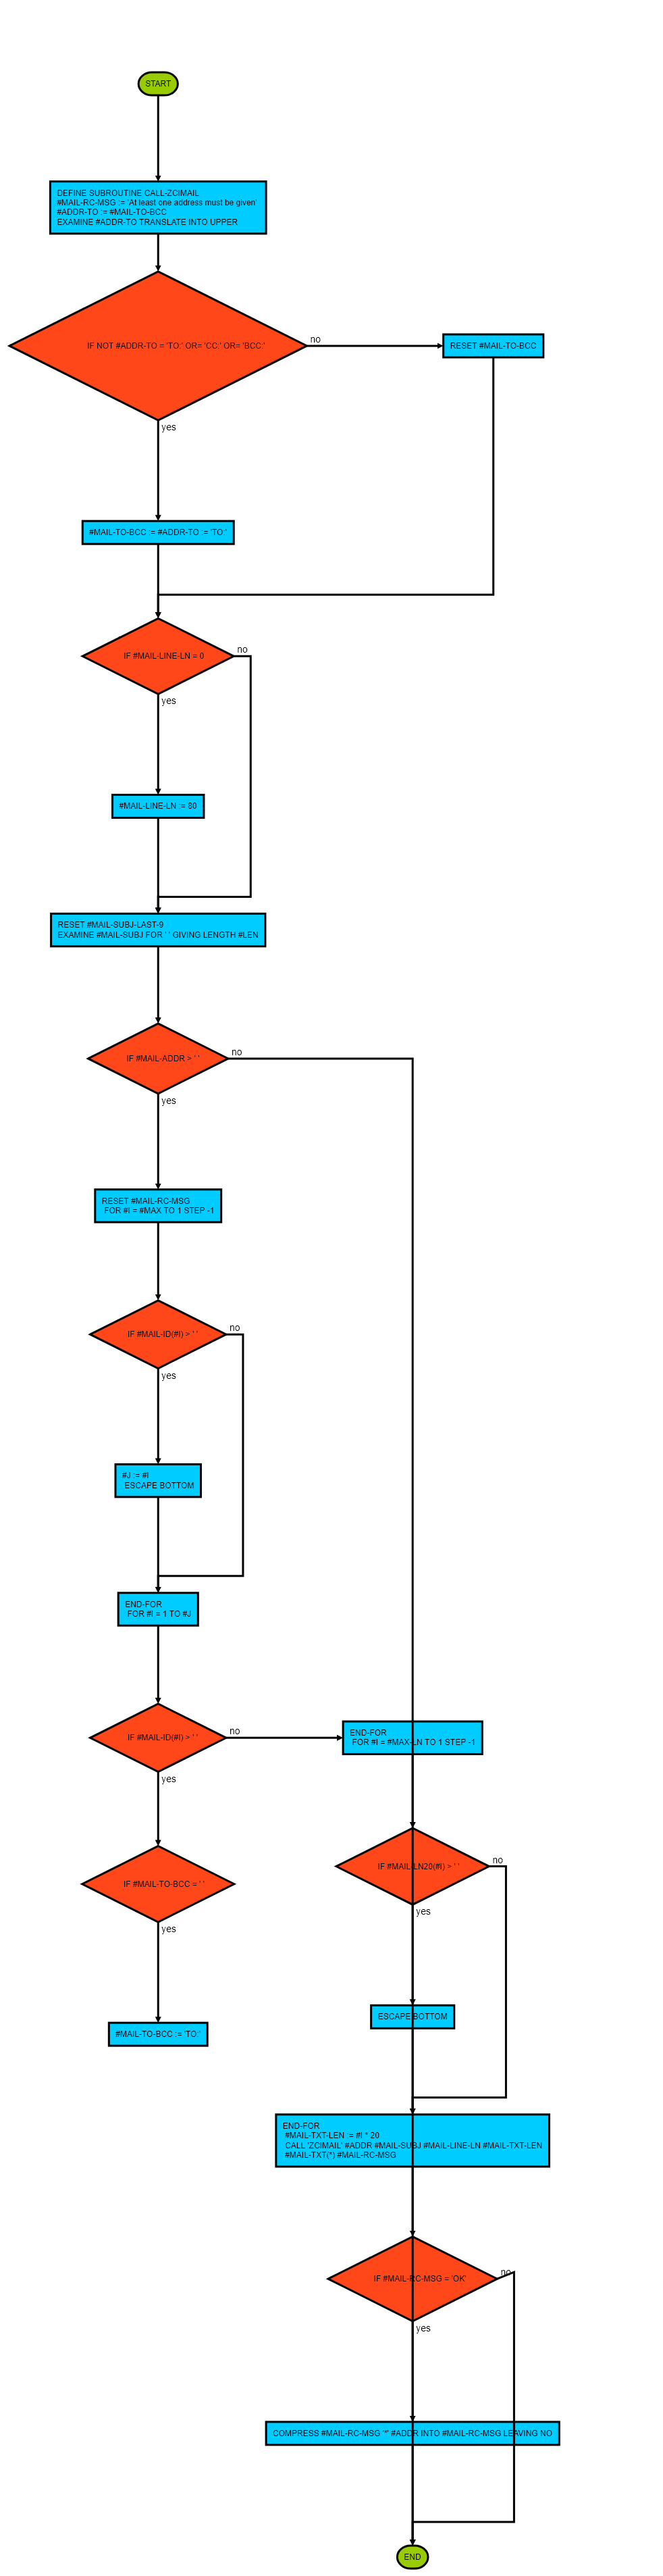 START
DEFINE SUBROUTINE CALL-ZCIMAIL
#MAIL-RC-MSG := 'At least one address must be given'
#ADDR-TO := #MAIL-TO-BCC
EXAMINE #ADDR-TO TRANSLATE INTO UPPER
IF NOT #ADDR-TO = 'TO:' OR= 'CC:' OR= 'BCC:'
no
RESET #MAIL-TO-BCC
yes
#MAIL-TO-BCC := #ADDR-TO := 'TO:'
IF #MAIL-LINE-LN = 0
no
yes
#MAIL-LINE-LN := 80
RESET #MAIL-SUBJ-LAST-9
EXAMINE #MAIL-SUBJ FOR ' ' GIVING LENGTH #LEN
IF #MAIL-ADDR > ' '
no
yes
RESET #MAIL-RC-MSG
FOR #I = #MAX TO 1 STEP -1
IF #MAIL-ID(#I) > ' '
no
yes
#J := #I
ESCAPE BOTTOM
END-FOR
FOR #I = 1 TO #J
IF #MAIL-ID(#I) > ' '
no
END-FOR
FOR #I = #MAX-LN TO 1 STEP -1
yes
IF #MAIL-LN20(#I) > ' '
no
IF #MAIL-TO-BCC = ' '
yes
yes
ESCAPE BOTTOM
#MAIL-TO-BCC := 'TO:'
END-FOR
#MAIL-TXT-LEN := #I * 20
CALL 'ZCIMAIL' #ADDR #MAIL-SUBJ #MAIL-LINE-LN #MAIL-TXT-LEN
#MAIL-TXT(*) #MAIL-RC-MSG
IF #MAIL-RC-MSG = 'OK'
no
yes
COMPRESS #MAIL-RC-MSG '*' #ADDR INTO #MAIL-RC-MSG LEAVING NO
END